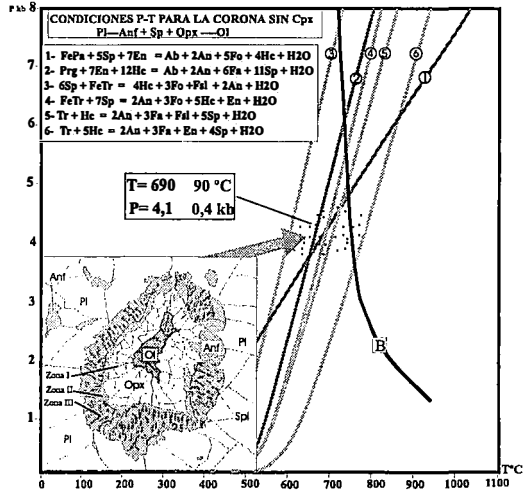 P kb
CONDICIONES P-T PARA LA CORONA SIN Cpx
Pl—Anf + Sp + Opx —Ol
1- FePa + 5Sp + 7En = Ab + 2An + 5Fo + 4Hc + H2O
2- Prg + 7En + 12Hc = Ab + 2An + 6Fa + 11Sp + H2O
3- 6Sp + FeTr = 4Hc + 3Fo + Fsl + 2An + H2O
4- FeTr + 7Sp = 2An + 3Fo + 5Hc + En + H2O
5- Tr + Hc = 2An + 3Fa + Fsl + 5Sp + H2O
6- Tr + 5Hc = 2An + 3Fa + En + 4Sp + H2O
8
7
6
5
4
3
2
1
3
4
5
6
2
1
T= 690 90 ºC
P= 4,1 0,4 kb
B
Anf
Pl
Ol
Anf
Pl
Zona I
Opx
Zona II
Zona III
Spl
Pl
0 100 200 300 400 500 600 700 800 900 1000 1100
TºC